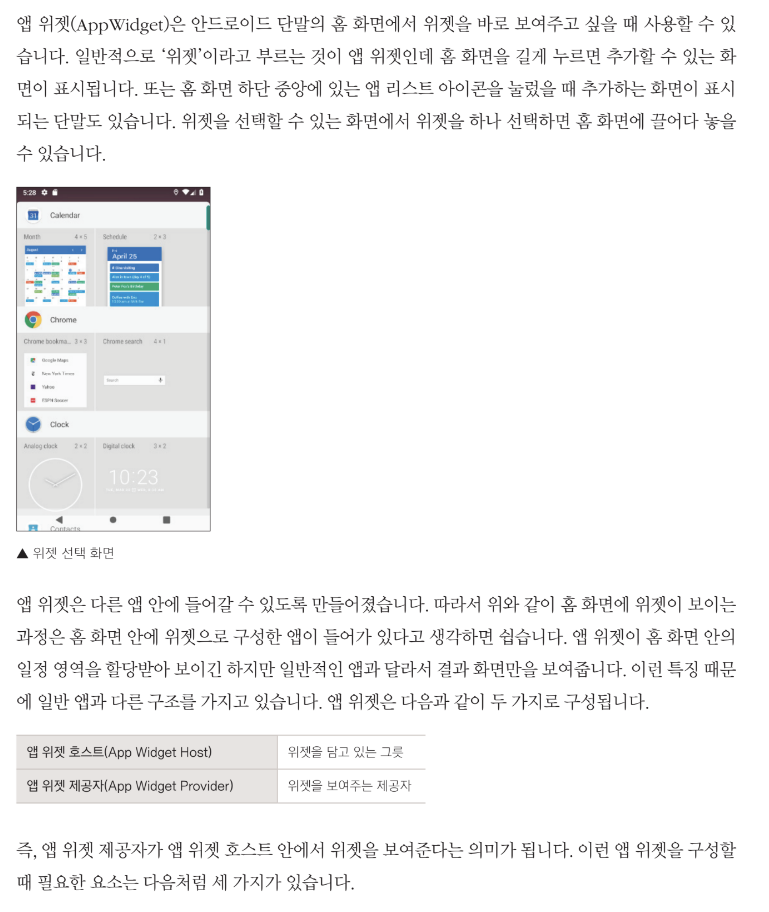 앱 위젯(AppWidget)은 안드로이드 단말의 홈 화면에서 위젯을 바로 보여주고 싶을 때 사용할 수 있
습니다. 일반적으로 ‘위젯’이라고 부르는 것이 앱 위젯인데 홈 화면을 길게 누르면 추가할 수 있는 화
면이 표시됩니다. 또는 홈 화면 하단 중앙에 있는 앱 리스트 아이콘을 눌렀을 때 추가하는 화면이 표시
되는 단말도 있습니다. 위젯을 선택할 수 있는 화면에서 위젯을 하나 선택하면 홈 화면에 끌어다 놓을
수 있습니다.
5:28
31 Calendar
Month 4 × 5 Schedule 2 × 3
August
April 25
Chrome
Chrome bookma... 3 × 3 Chrome search 4 × 1
Google Maps
New York Times
Search
Yahoo
ESPN Soccer
Clock
Analog clock 2 × 2 Digital clock 3 × 2
10:23
Contacts
▲ 위젯 선택 화면
앱 위젯은 다른 앱 안에 들어갈 수 있도록 만들어졌습니다. 따라서 위와 같이 홈 화면에 위젯이 보이는
과정은 홈 화면 안에 위젯으로 구성한 앱이 들어가 있다고 생각하면 쉽습니다. 앱 위젯이 홈 화면 안의
일정 영역을 할당받아 보이긴 하지만 일반적인 앱과 달라서 결과 화면만을 보여줍니다. 이런 특징 때문
에 일반 앱과 다른 구조를 가지고 있습니다. 앱 위젯은 다음과 같이 두 가지로 구성됩니다.
앱 위젯 호스트(App Widget Host) 위젯을 담고 있는 그릇
앱 위젯 제공자(App Widget Provider) 위젯을 보여주는 제공자
즉, 앱 위젯 제공자가 앱 위젯 호스트 안에서 위젯을 보여준다는 의미가 됩니다. 이런 앱 위젯을 구성할
때 필요한 요소는 다음처럼 세 가지가 있습니다.